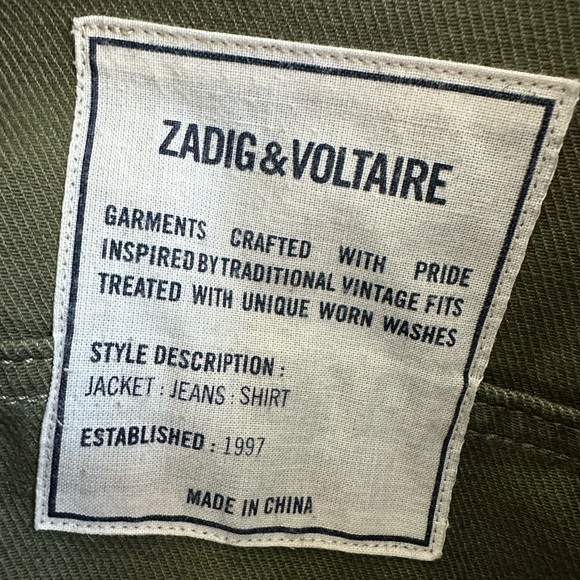 ZADIG&VOLTAIRE
GARMENTS CRAFTED WITH PRIDE
INSPIRED BY TRADITIONAL VINTAGE FITS
TREATED WITH UNIQUE WORN WASHES
STYLE DESCRIPTION :
JACKET : JEANS : SHIRT
ESTABLISHED : 1997
MADE IN CHINA